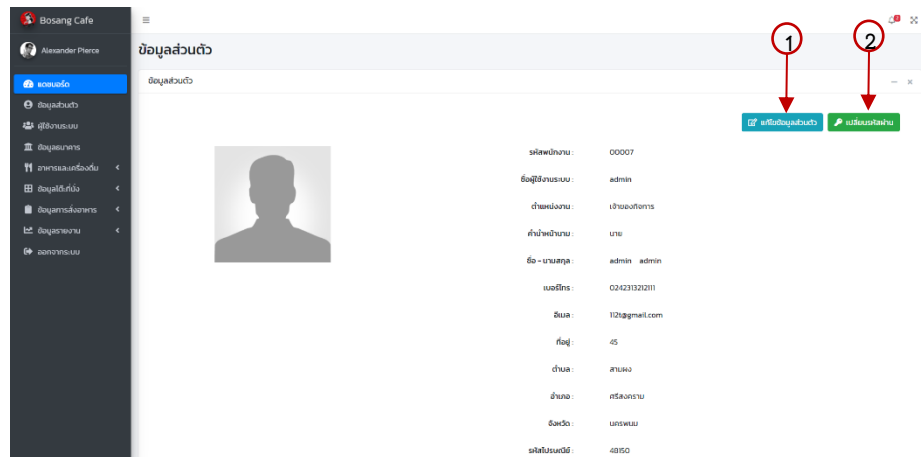 Bosang Cafe
3
Alexander Pierce
ข้อมูลส่วนตัว
1
2
แดชบอร์ด
ข้อมูลส่วนตัว
ข้อมูลส่วนตัว
ผู้ใช้งานระบบ
ข้อมูลธนาคาร
อาหารและเครื่องดื่ม
ข้อมูลโต๊ะที่นั่ง
ข้อมูลการสั่งอาหาร
ข้อมูลรายงาน
ออกจากระบบ
แก้ไขข้อมูลส่วนตัว เปลี่ยนรหัสผ่าน
รหัสพนักงาน : 00007
ชื่อผู้ใช้งานระบบ : admin
ตำแหน่งงาน : เจ้าของกิจการ
คำนำหน้านาม : นาย
ชื่อ - นามสกุล : admin admin
เบอร์โทร : 0242313212111
อีเมล : 112t@gmail.com
ที่อยู่ : 45
ตำบล : สามผง
อำเภอ : ศรีสงคราม
จังหวัด : นครพนม
รหัสไปรษณีย์ : 48150